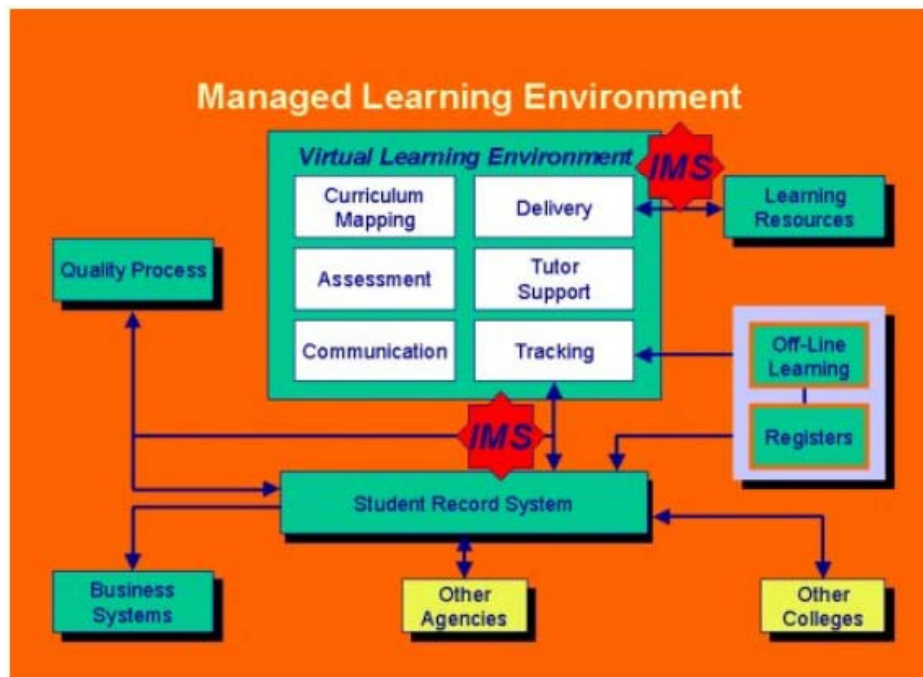 Managed Learning Environment
Virtual Learning Environment
IMS
Curriculum
Mapping
Delivery
Learning
Resources
Quality Process
Assessment
Tutor
Support
Communication
Tracking
Off-Line
Learning
Registers
IMS
Student Record System
Business
Systems
Other
Agencies
Other
Colleges